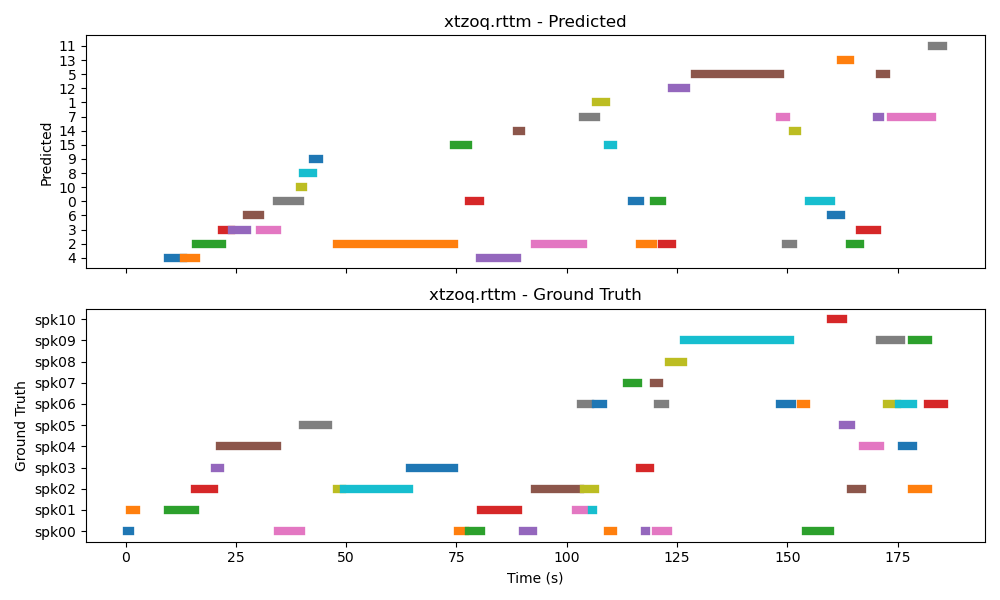 xtzoq.rttm - Predicted
11
13
5
12
1
7
14
15
9
8
10
0
6
3
2
4
Predicted
xtzoq.rttm - Ground Truth
spk10
spk09
spk08
spk07
spk06
spk05
spk04
spk03
spk02
spk01
spk00
Ground Truth
0 25 50 75 100 125 150 175
Time (s)